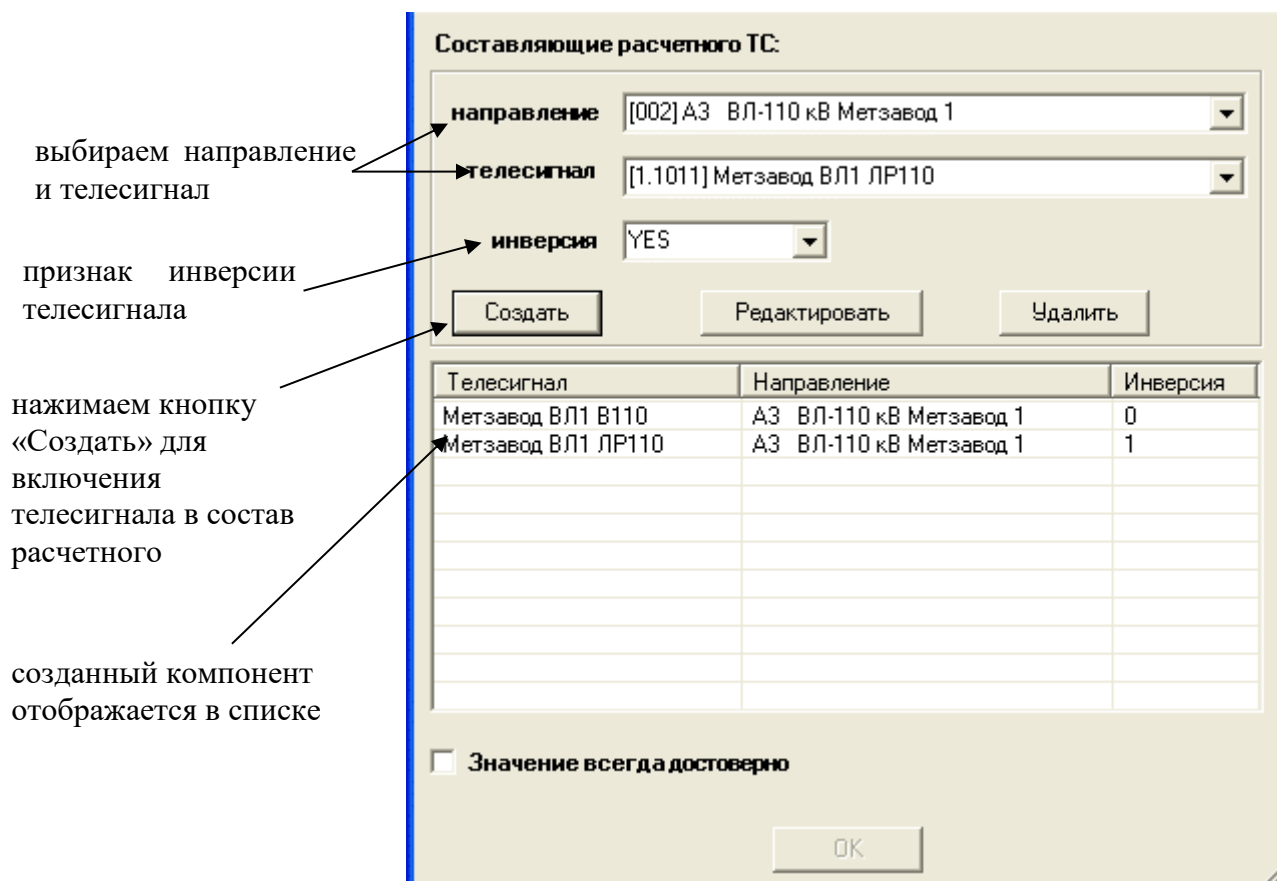 Составляющие расчетного ТС:
направление
[002] АЗ ВЛ-110 кВ Метзавод 1
выбираем направление
и телесигнал
телесигнал
[1.1011] Метзавод ВЛ1 ЛР110
инверсия
YES
признак инверсии
телесигнала
Создать
Редактировать
Удалить
нажимаем кнопку
«Создать» для
включения
телесигнала в состав
расчетного
Телесигнал Направление Инверсия
Метзавод ВЛ1 В110 АЗ ВЛ-110 кВ Метзавод 1 0
Метзавод ВЛ1 ЛР110 АЗ ВЛ-110 кВ Метзавод 1 1
созданный компонент
отображается в списке
Значение всегда достоверно
OK